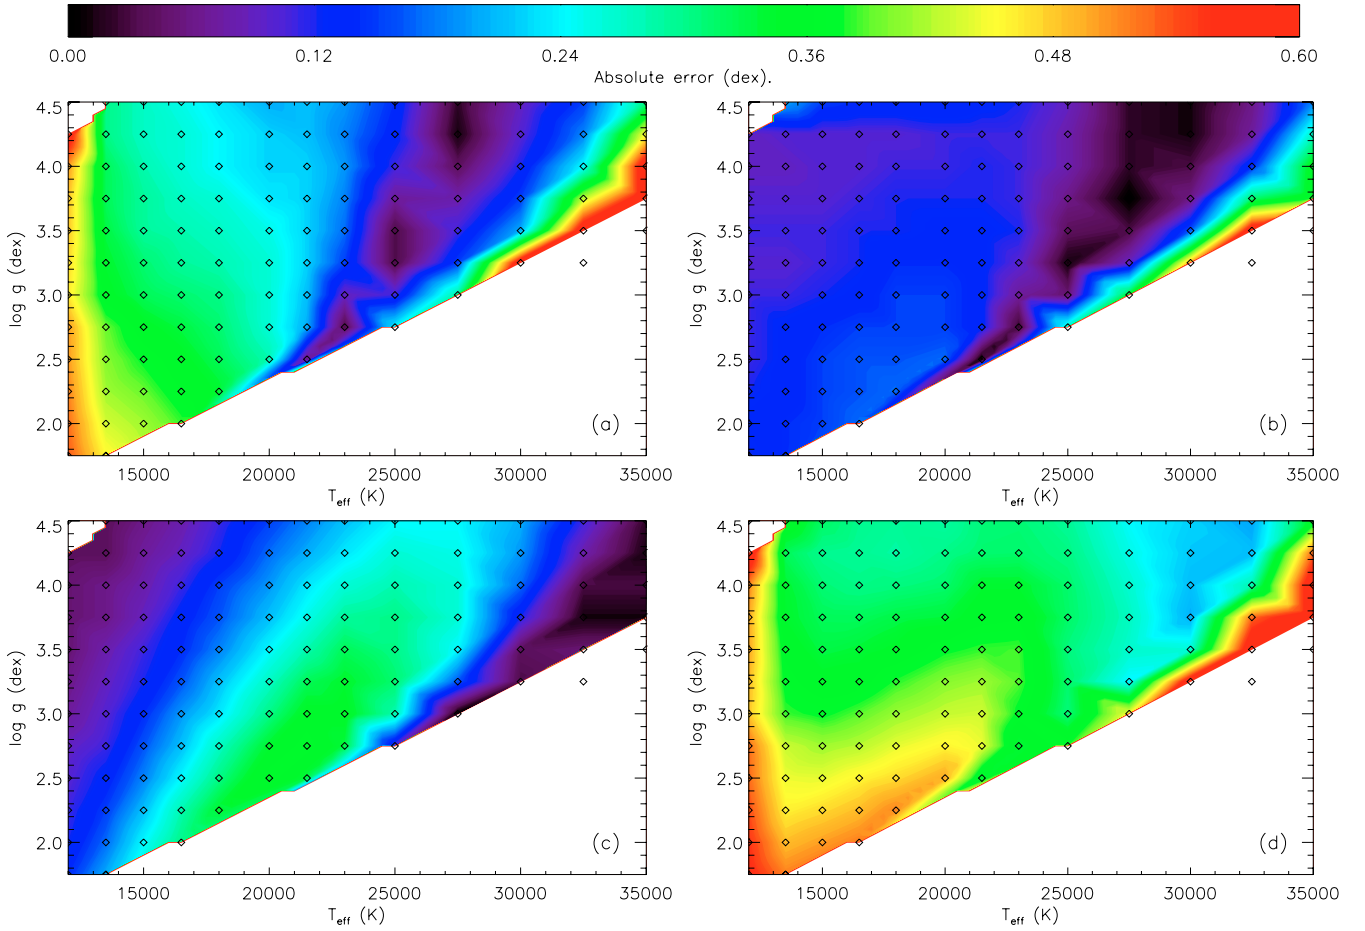 0.00 0.12 0.24 0.36 0.48 0.60
Absolute error (dex).
4.5
4.0
3.5
3.0
2.5
2.0
log g (dex)
(a)
15000 20000 25000 30000 35000
Teff (K)
4.5
4.0
3.5
3.0
2.5
2.0
log g (dex)
(b)
15000 20000 25000 30000 35000
Teff (K)
4.5
4.0
3.5
3.0
2.5
2.0
log g (dex)
(c)
15000 20000 25000 30000 35000
Teff (K)
4.5
4.0
3.5
3.0
2.5
2.0
log g (dex)
(d)
15000 20000 25000 30000 35000
Teff (K)